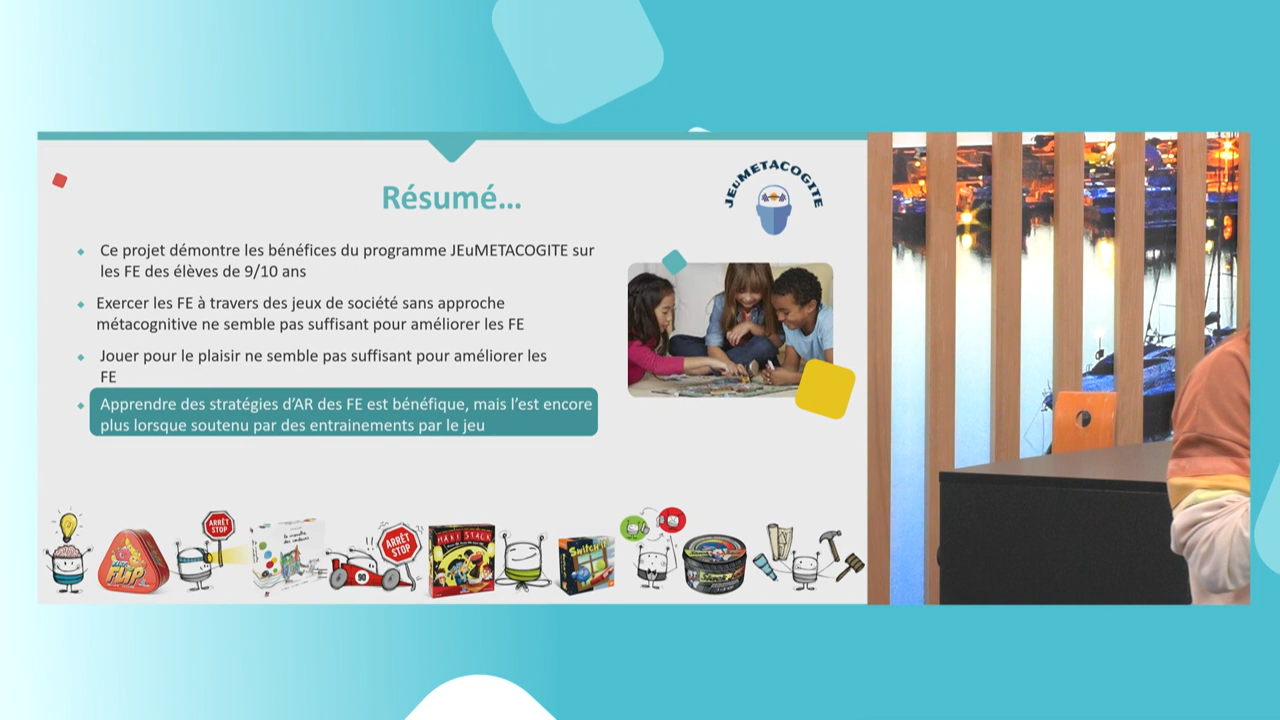 Résumé...
JEuMETACOGITE
Ce projet démontre les bénéfices du programme JEuMETACOGITE sur
les FE des élèves de 9/10 ans
Exercer les FE à travers des jeux de société sans approche
métacognitive ne semble pas suffisant pour améliorer les FE
Jouer pour le plaisir ne semble pas suffisant pour améliorer les
FE
Apprendre des stratégies d’AR des FE est bénéfique, mais l’est encore
plus lorsque soutenu par des entrainements par le jeu
ARRÊT
STOP
FLIP
ARRÊT
STOP
90
MAKI STACK
Switch it